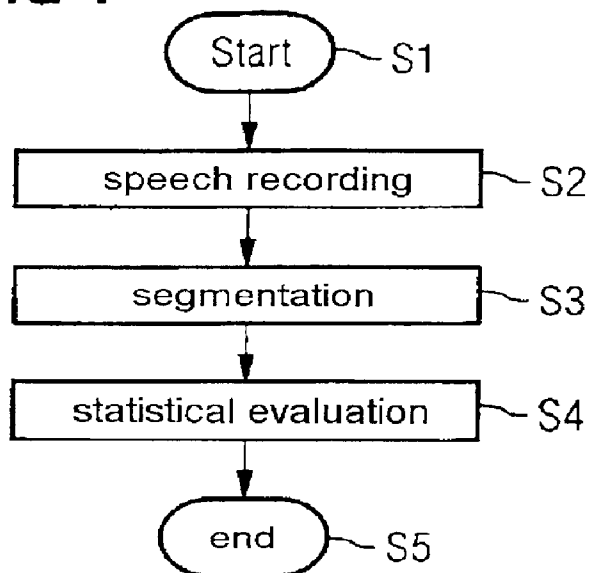 Start S1
speech recording S2
segmentation S3
statistical evaluation S4
end S5